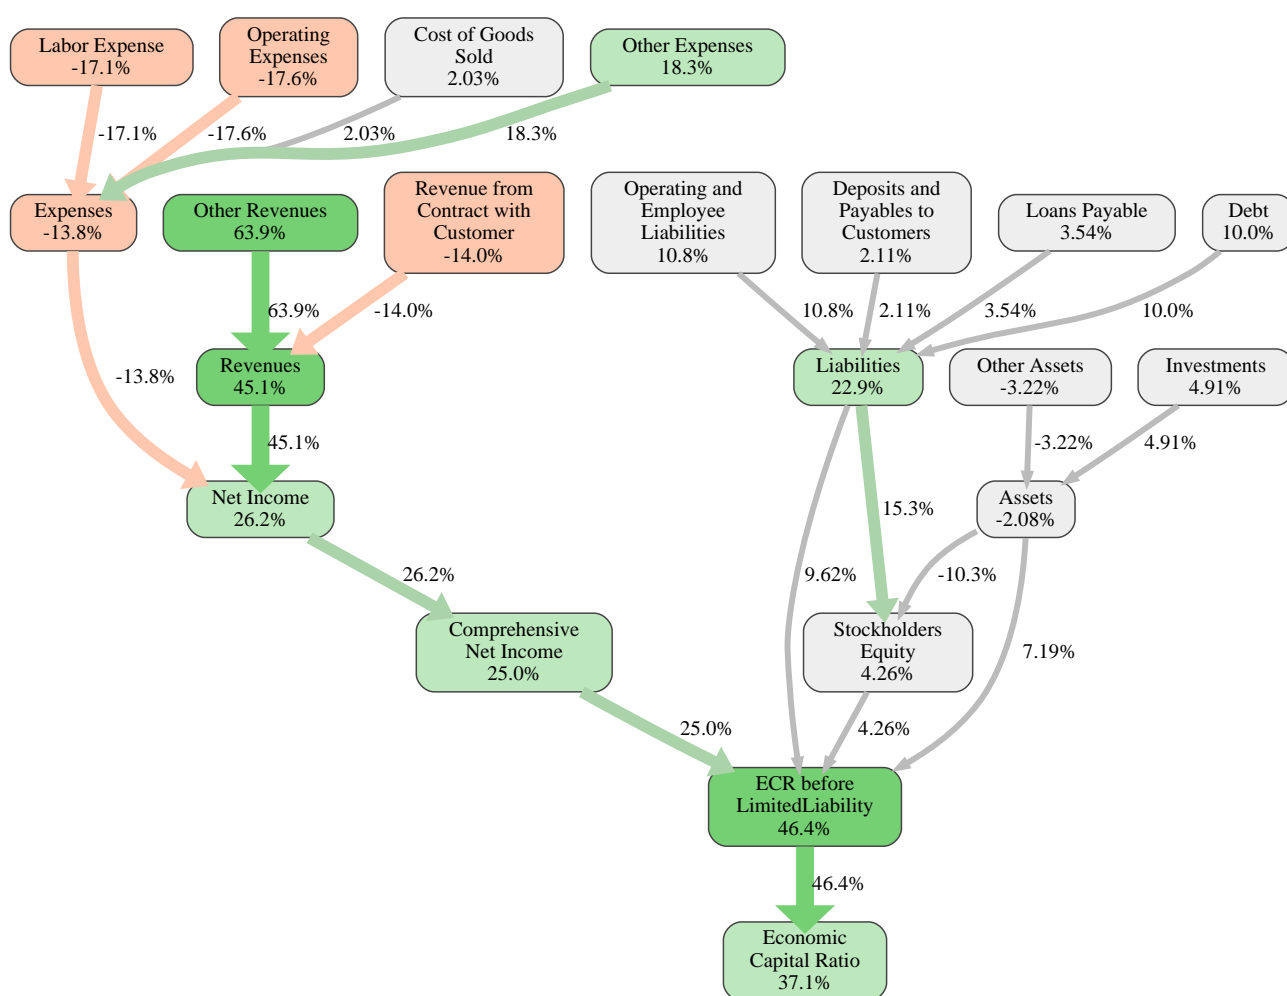 Labor Expense
-17.1%
Operating
Expenses
-17.6%
Cost of Goods
Sold
2.03%
Other Expenses
18.3%
-17.1%
-17.6%
2.03%
18.3%
Expenses
-13.8%
Other Revenues
63.9%
Revenue from
Contract with
Customer
-14.0%
Operating and
Employee
Liabilities
10.8%
Deposits and
Payables to
Customers
2.11%
Loans Payable
3.54%
Debt
10.0%
63.9%
-14.0%
10.8%
2.11%
3.54%
10.0%
-13.8%
Revenues
45.1%
Liabilities
22.9%
Other Assets
-3.22%
Investments
4.91%
45.1%
-3.22%
4.91%
Net Income
26.2%
15.3%
Assets
-2.08%
26.2%
9.62%
-10.3%
7.19%
Comprehensive
Net Income
25.0%
Stockholders
Equity
4.26%
25.0%
4.26%
ECR before
LimitedLiability
46.4%
46.4%
Economic
Capital Ratio
37.1%